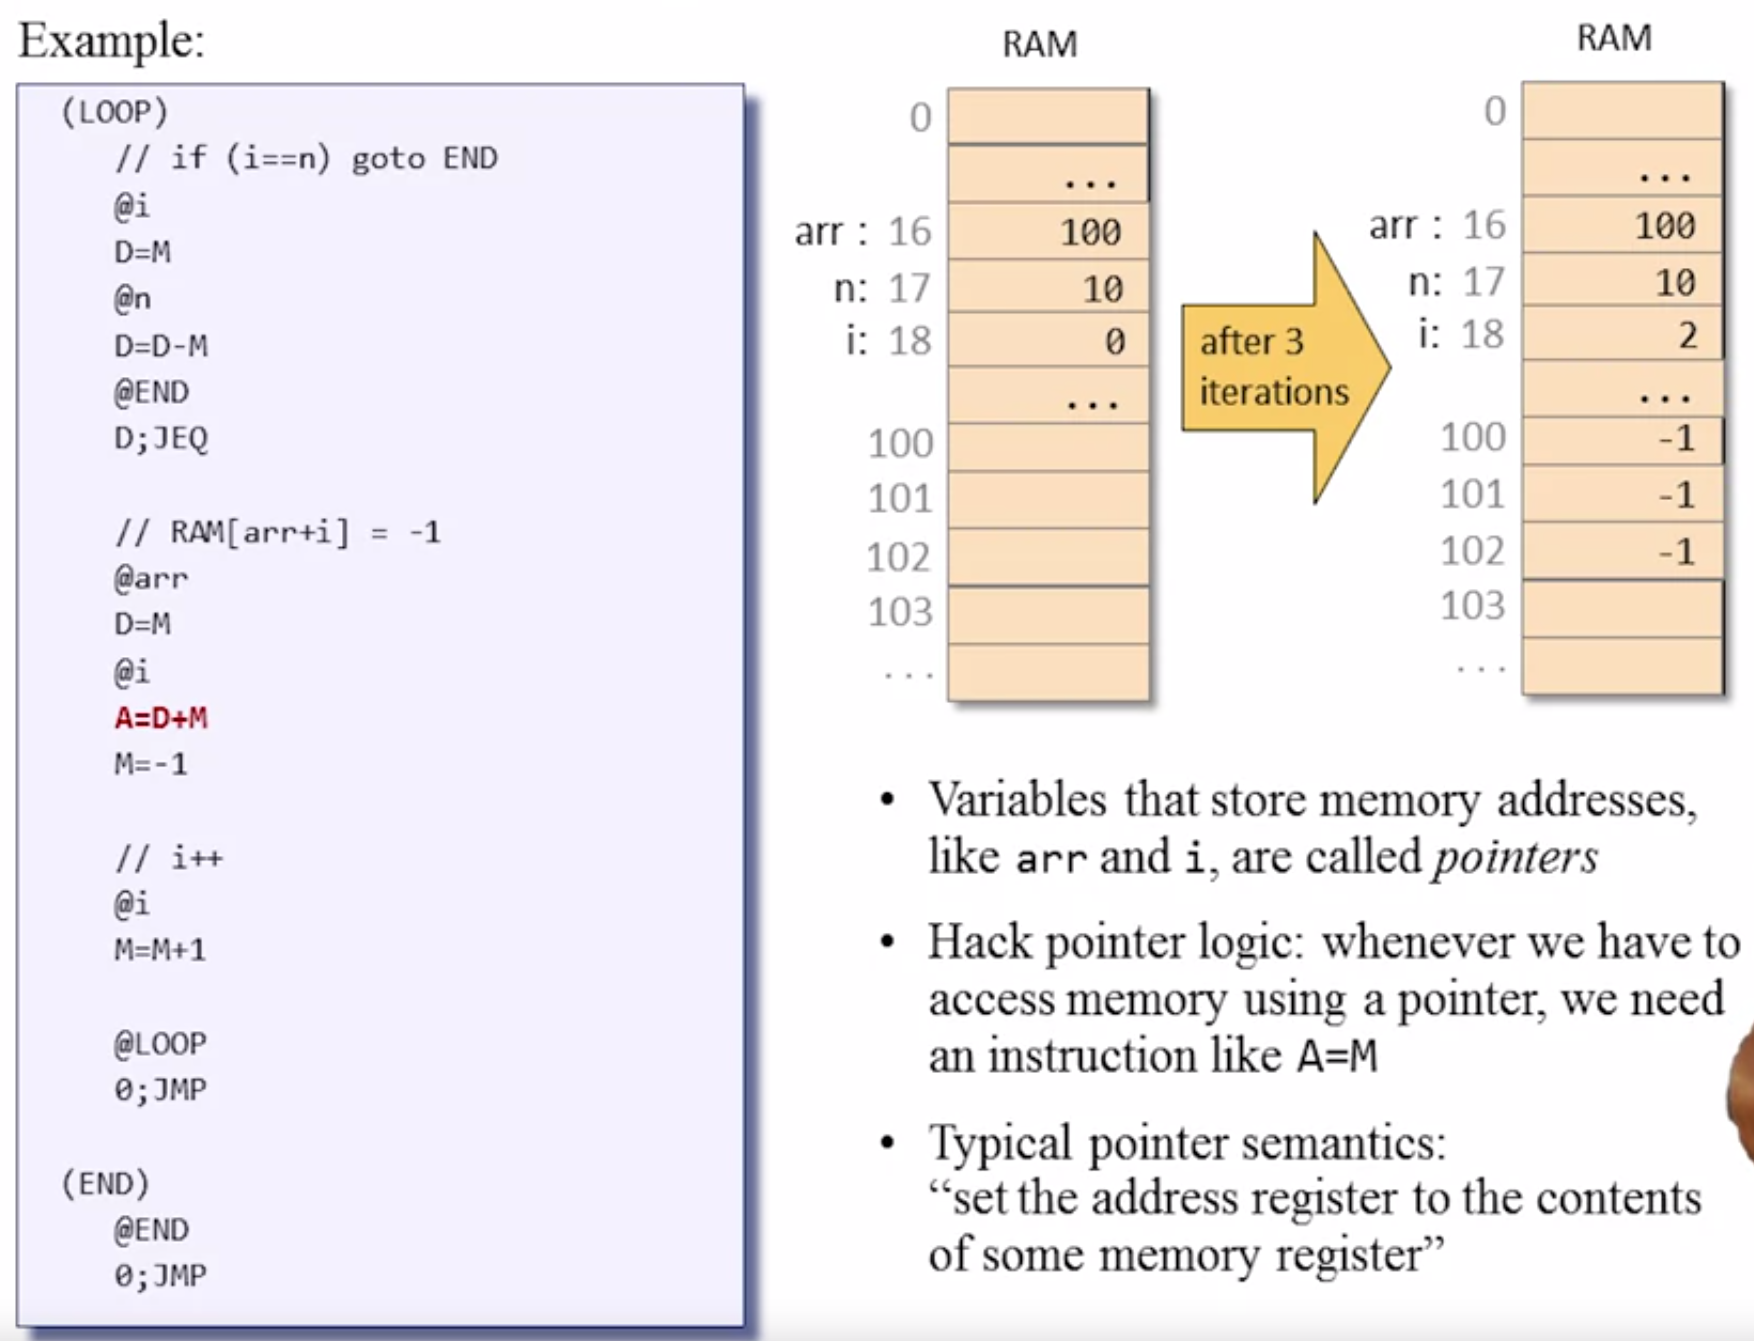 Example:
(LOOP)
// if (i==n) goto END
@i
D=M
@n
D=D-M
@END
D;JEQ
// RAM[arr+i] = -1
@arr
D=M
@i
A=D+M
M=-1
// i++
@i
M=M+1
@LOOP
0;JMP
(END)
@END
0;JMP
RAM
0
...
arr : 16 100
n: 17 10
i: 18 0
...
100
101
102
103
...
after 3
iterations
RAM
0
...
arr : 16 100
n: 17 10
i: 18 2
...
100 -1
101 -1
102 -1
103
...
• Variables that store memory addresses,
like arr and i, are called pointers
• Hack pointer logic: whenever we have to
access memory using a pointer, we need
an instruction like A=M
• Typical pointer semantics:
“set the address register to the contents
of some memory register”